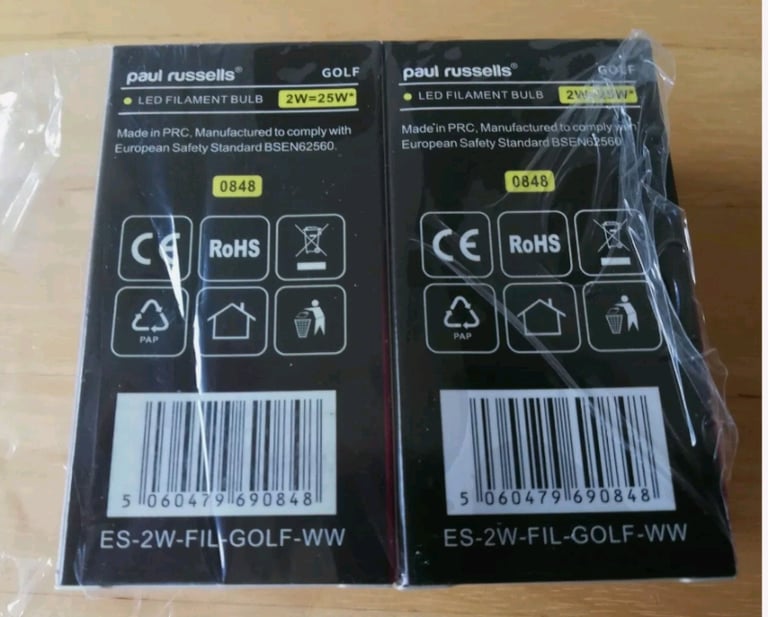 paul russells® GOLF
LED FILAMENT BULB 2W=25W*
Made in PRC, Manufactured to comply with
European Safety Standard BSEN62560.
0848
CE RoHS
PAP
5 060479 690848
ES-2W-FIL-GOLF-WW
paul russells® GOLF
LED FILAMENT BULB 2W=25W*
Made in PRC, Manufactured to comply with
European Safety Standard BSEN62560
0848
CE RoHS
PAP
5 060479 690848
ES-2W-FIL-GOLF-WW